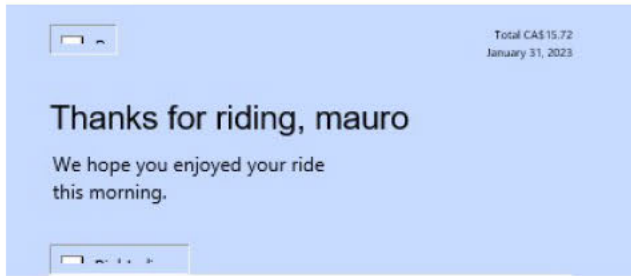 Total CA$15.72
January 31, 2023
Thanks for riding, mauro
We hope you enjoyed your ride
this morning.